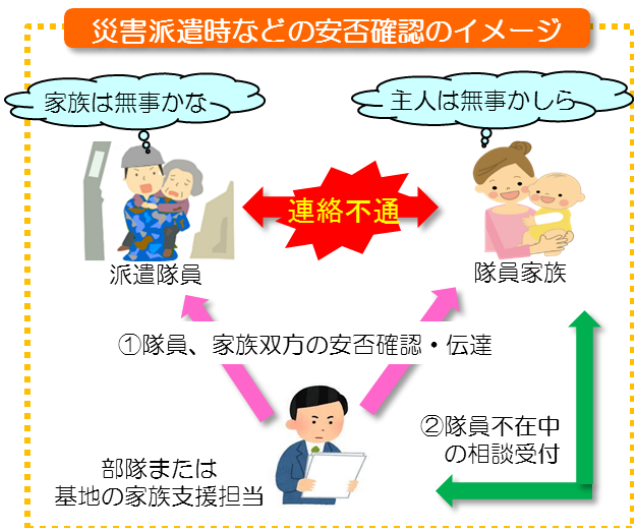 災害派遣時などの安否確認のイメージ
家族は無事かな
主人は無事かしら
連絡不通
派遣隊員
隊員家族
①隊員、家族双方の安否確認・伝達
②隊員不在中
の相談受付
部隊または
基地の家族支援担当